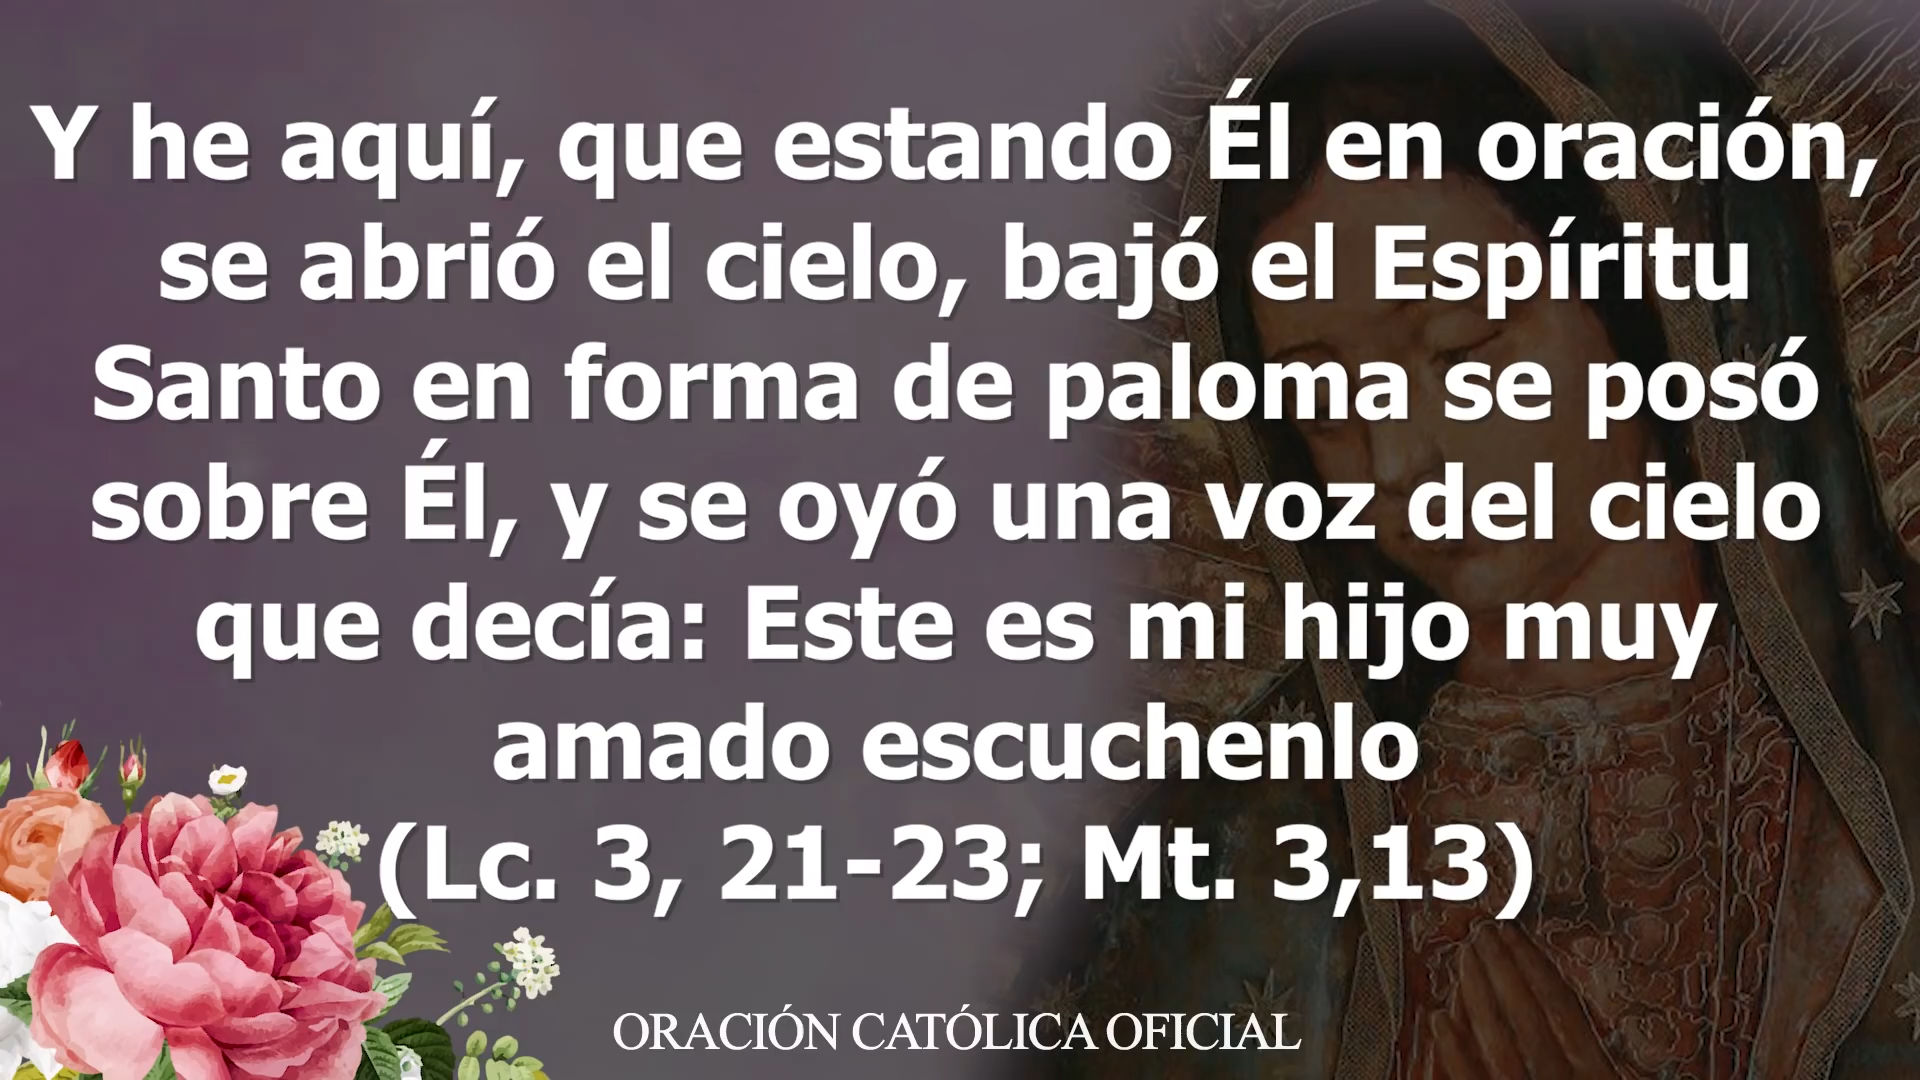 Y he aquí, que estando Él en oración,
se abrió el cielo, bajó el Espíritu
Santo en forma de paloma se posó
sobre Él, y se oyó una voz del cielo
que decía: Este es mi hijo muy
amado escuchenlo
(Lc. 3, 21-23; Mt. 3,13)
ORACIÓN CATÓLICA OFICIAL